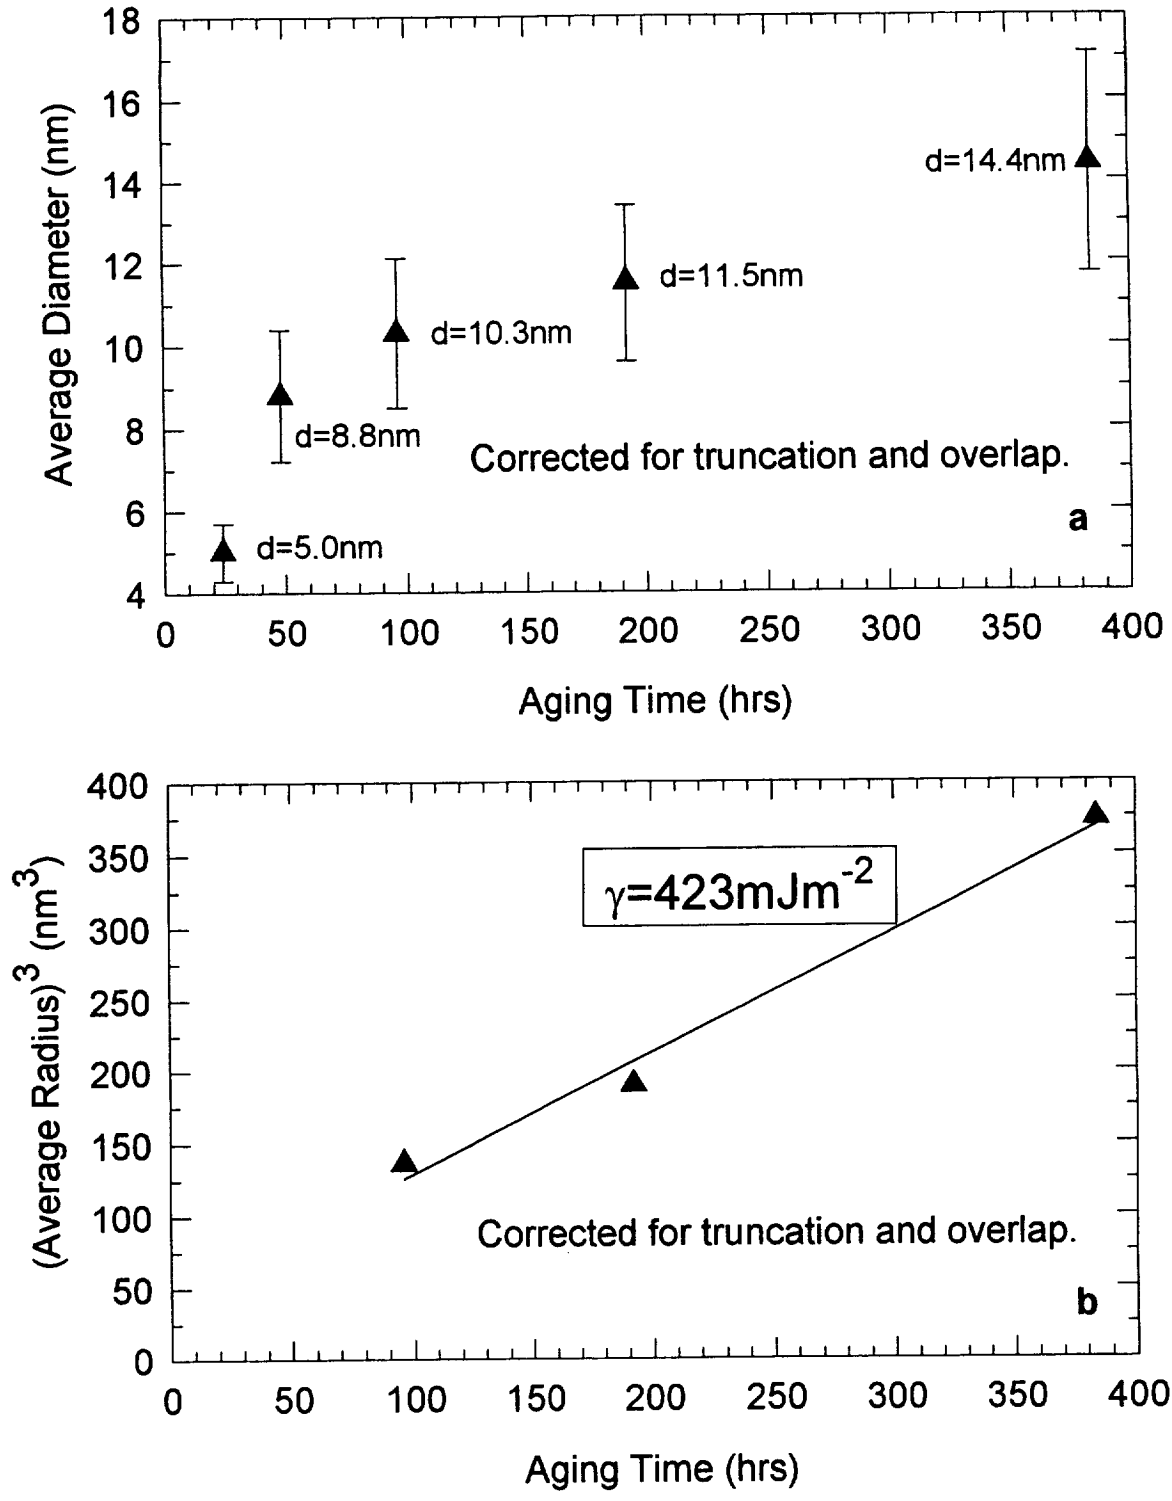 18
16
14
12
10
8
6
4
Average Diameter (nm)
d=14.4nm
d=11.5nm
d=10.3nm
d=8.8nm
Corrected for truncation and overlap.
a
d=5.0nm
0 50 100 150 200 250 300 350 400
Aging Time (hrs)
400
350
300
250
200
150
100
50
0
(Average Radius)³ (nm³)
γ=423mJm⁻²
Corrected for truncation and overlap.
b
0 50 100 150 200 250 300 350 400
Aging Time (hrs)